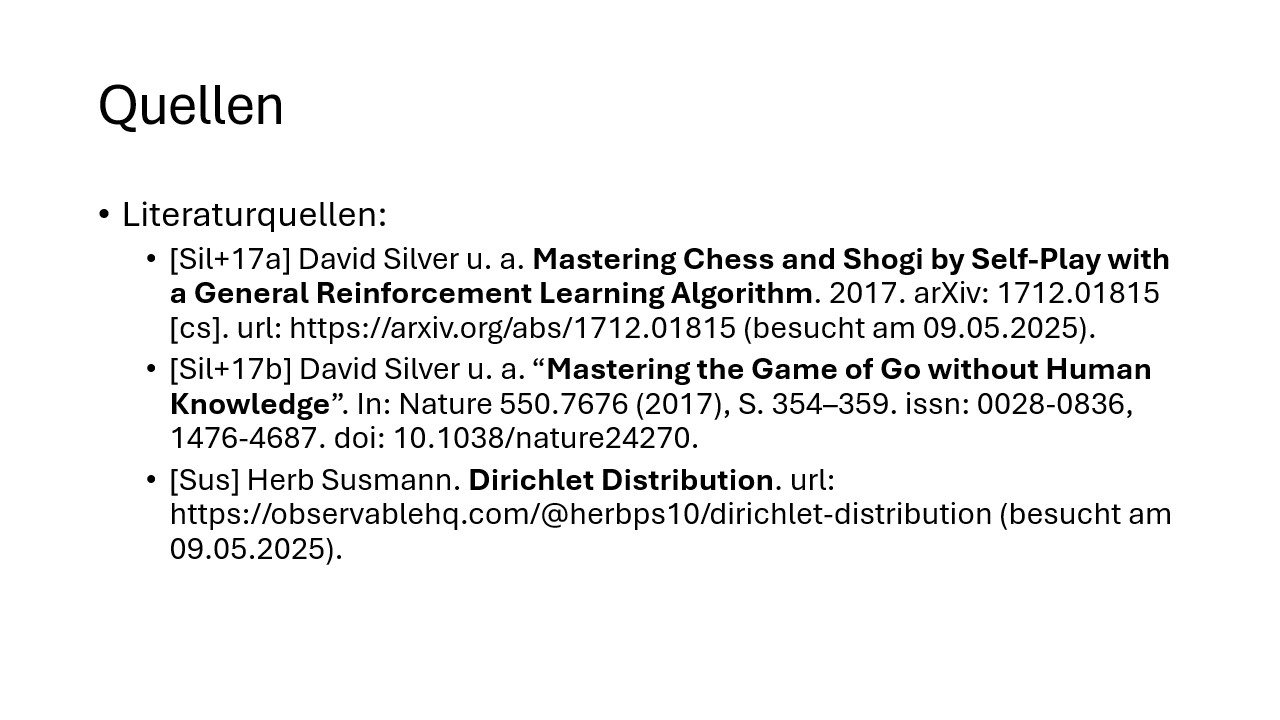 Quellen
• Literaturquellen:
• [Sil+17a] David Silver u. a. Mastering Chess and Shogi by Self-Play with
a General Reinforcement Learning Algorithm. 2017. arXiv: 1712.01815
[cs]. url: https://arxiv.org/abs/1712.01815 (besucht am 09.05.2025).
• [Sil+17b] David Silver u. a. “Mastering the Game of Go without Human
Knowledge”. In: Nature 550.7676 (2017), S. 354–359. issn: 0028-0836,
1476-4687. doi: 10.1038/nature24270.
• [Sus] Herb Susmann. Dirichlet Distribution. url:
https://observablehq.com/@herbps10/dirichlet-distribution (besucht am
09.05.2025).